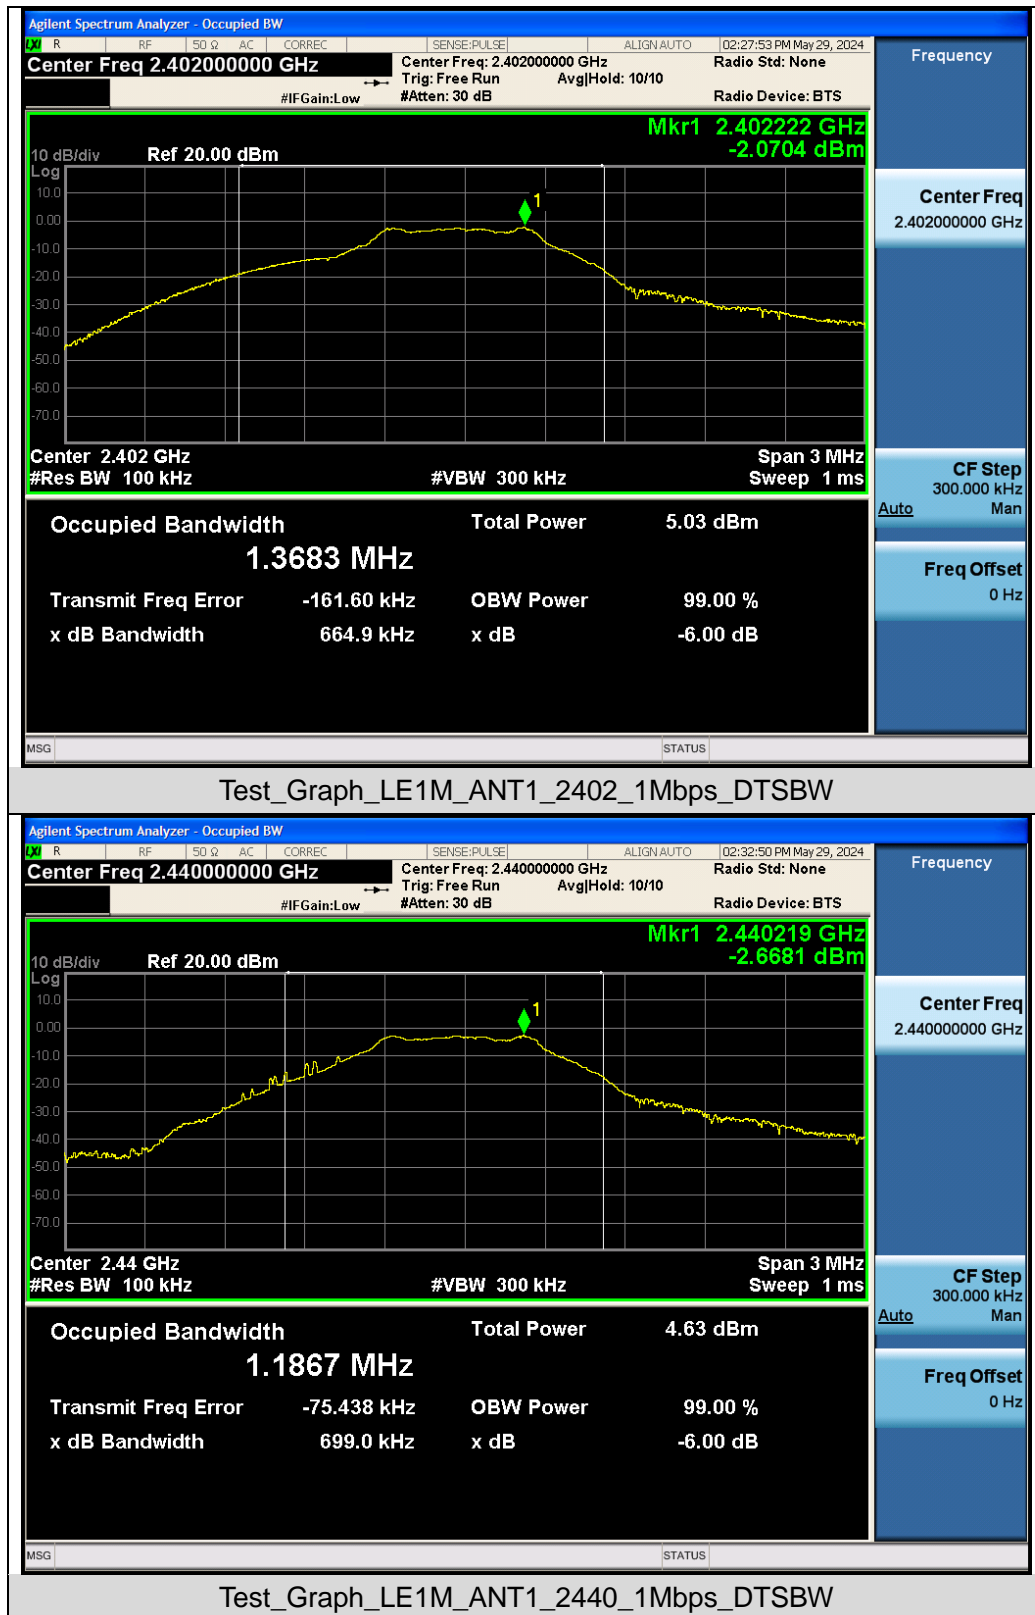 Agilent Spectrum Analyzer - Occupied BW
LXI R RF 50 Ω AC CORREC SENSE:PULSE ALIGN AUTO 02:27:53 PM May 29, 2024
Center Freq 2.402000000 GHz
Center Freq: 2.402000000 GHz Radio Std: None
Trig: Free Run Avg|Hold: 10/10
#IFGain:Low #Atten: 30 dB Radio Device: BTS
Frequency
Mkr1 2.402222 GHz
-2.0704 dBm
10 dB/div Ref 20.00 dBm
Log
10.0
0.00
-10.0
-20.0
-30.0
-40.0
-50.0
-60.0
-70.0
1
Center 2.402 GHz Span 3 MHz
#Res BW 100 kHz #VBW 300 kHz Sweep 1 ms
Center Freq
2.402000000 GHz
CF Step
300.000 kHz
Auto Man
Freq Offset
0 Hz
Occupied Bandwidth Total Power 5.03 dBm
1.3683 MHz
Transmit Freq Error -161.60 kHz OBW Power 99.00 %
x dB Bandwidth 664.9 kHz x dB -6.00 dB
MSG STATUS
Test_Graph_LE1M_ANT1_2402_1Mbps_DTSBW
Agilent Spectrum Analyzer - Occupied BW
LXI R RF 50 Ω AC CORREC SENSE:PULSE ALIGN AUTO 02:32:50 PM May 29, 2024
Center Freq 2.440000000 GHz
Center Freq: 2.440000000 GHz Radio Std: None
Trig: Free Run Avg|Hold: 10/10
#IFGain:Low #Atten: 30 dB Radio Device: BTS
Frequency
Mkr1 2.440219 GHz
-2.6681 dBm
10 dB/div Ref 20.00 dBm
Log
10.0
0.00
-10.0
-20.0
-30.0
-40.0
-50.0
-60.0
-70.0
1
Center 2.44 GHz Span 3 MHz
#Res BW 100 kHz #VBW 300 kHz Sweep 1 ms
Center Freq
2.440000000 GHz
CF Step
300.000 kHz
Auto Man
Freq Offset
0 Hz
Occupied Bandwidth Total Power 4.63 dBm
1.1867 MHz
Transmit Freq Error -75.438 kHz OBW Power 99.00 %
x dB Bandwidth 699.0 kHz x dB -6.00 dB
MSG STATUS
Test_Graph_LE1M_ANT1_2440_1Mbps_DTSBW